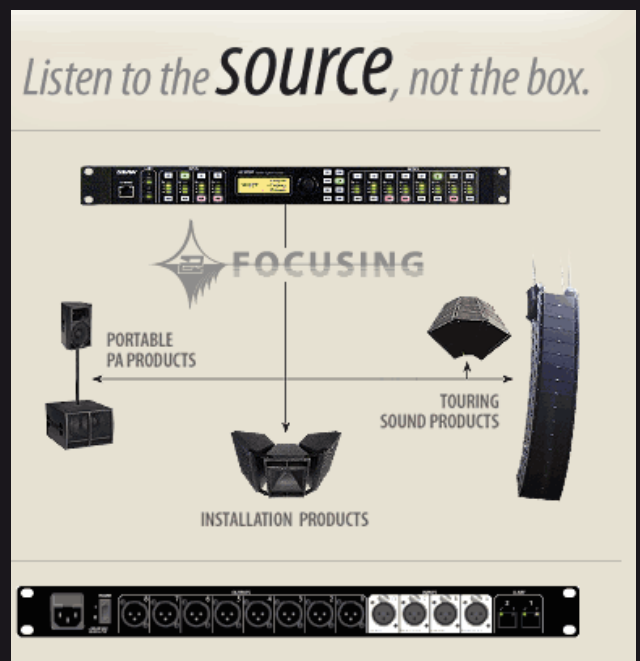 Listen to the source, not the box.
FOCUSING
PORTABLE
PA PRODUCTS
TOURING
SOUND PRODUCTS
INSTALLATION PRODUCTS